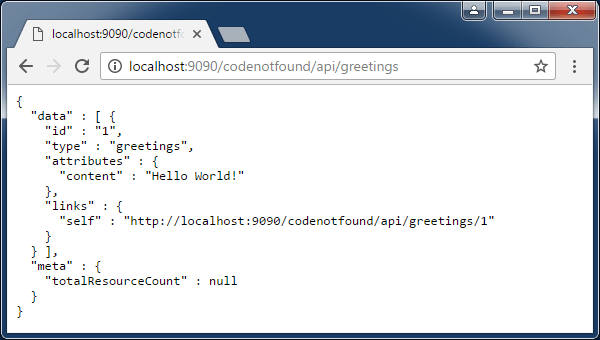 localhost:9090/codenotf
localhost:9090/codenotfound/api/greetings
{
  "data" : [ {
    "id" : "1",
    "type" : "greetings",
    "attributes" : {
      "content" : "Hello World!"
    },
    "links" : {
      "self" : "http://localhost:9090/codenotfound/api/greetings/1"
    }
  } ],
  "meta" : {
    "totalResourceCount" : null
  }
}